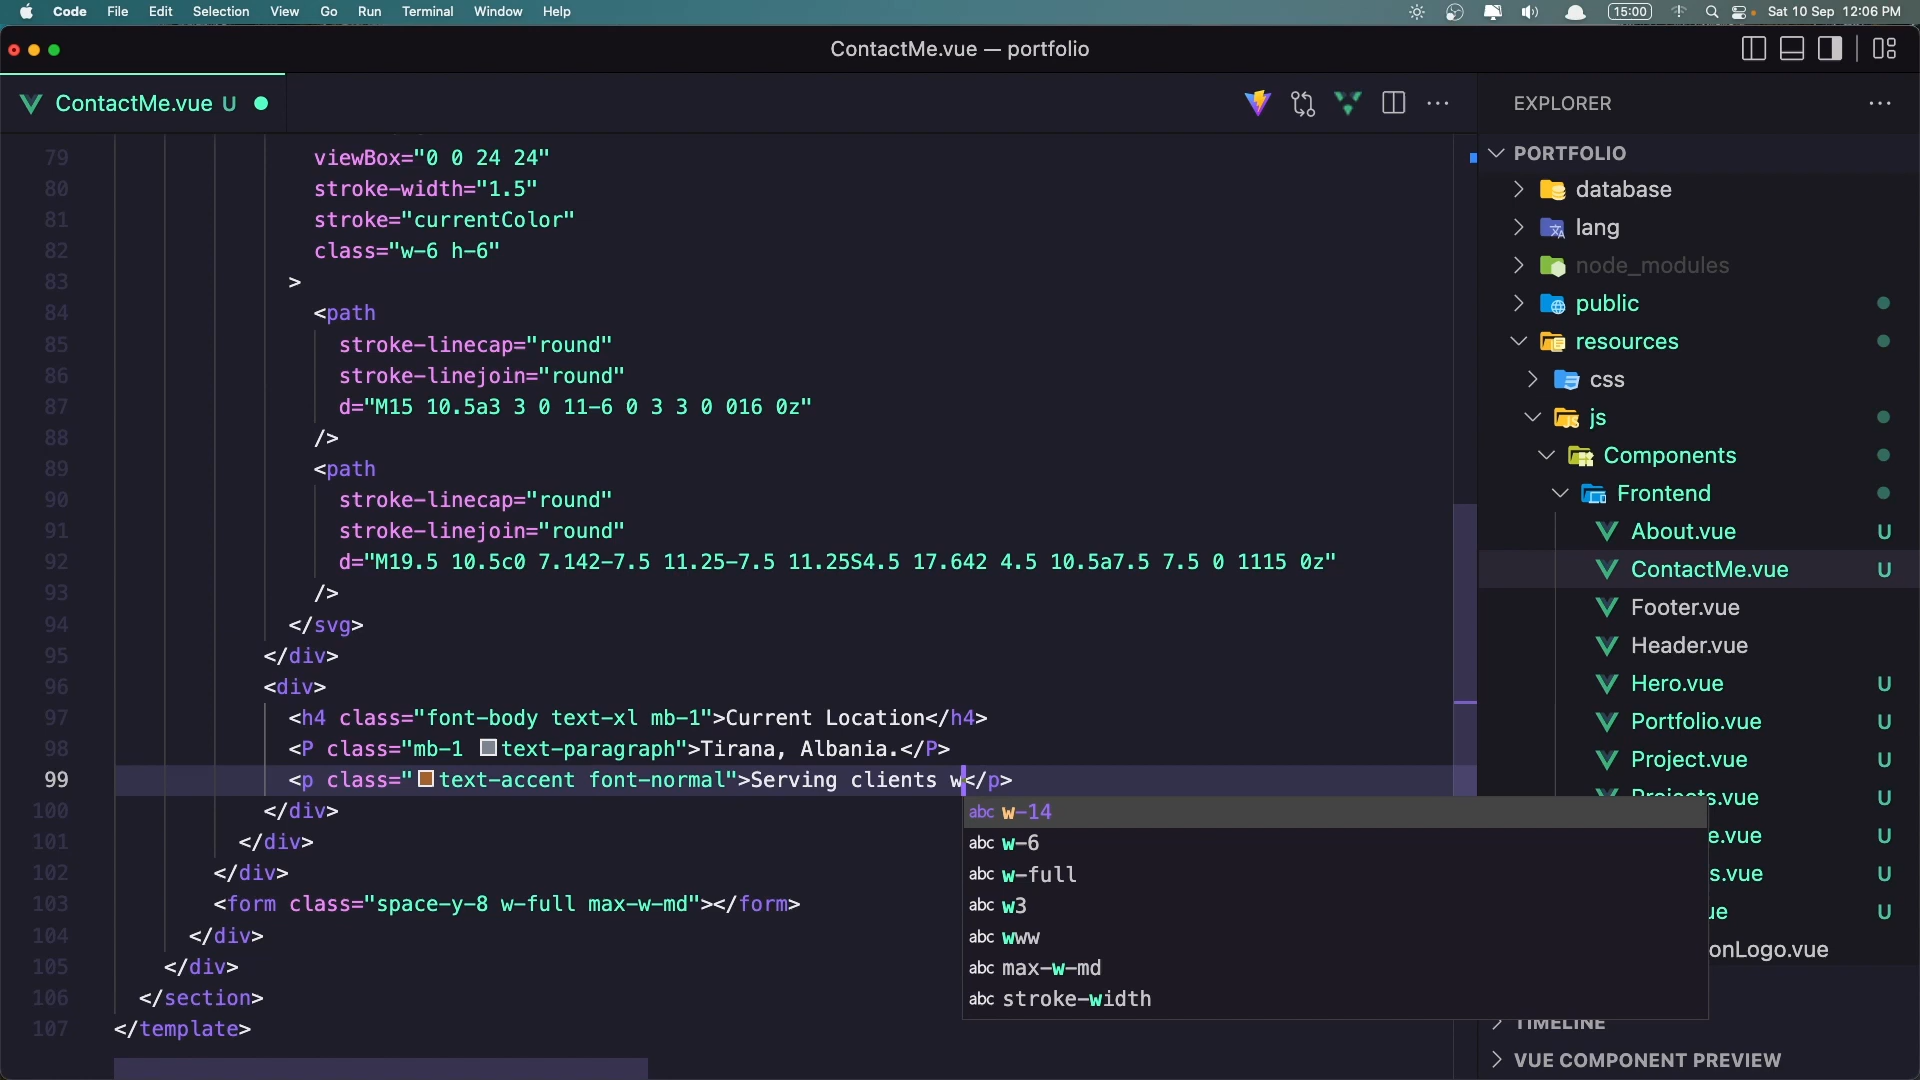 Code File Edit Selection View Go Run Terminal Window Help 15:00 Sat 10 Sep 12:06 PM
ContactMe.vue — portfolio
ContactMe.vue U
79 viewBox="0 0 24 24"
80 stroke-width="1.5"
81 stroke="currentColor"
82 class="w-6 h-6"
83 >
84 <path
85 stroke-linecap="round"
86 stroke-linejoin="round"
87 d="M15 10.5a3 3 0 11-6 0 3 3 0 016 0z"
88 />
89 <path
90 stroke-linecap="round"
91 stroke-linejoin="round"
92 d="M19.5 10.5c0 7.142-7.5 11.25-7.5 11.25S4.5 17.642 4.5 10.5a7.5 7.5 0 1115 0z"
93 />
94 </svg>
95 </div>
96 <div>
97 <h4 class="font-body text-xl mb-1">Current Location</h4>
98 <P class="mb-1 text-paragraph">Tirana, Albania.</P>
99 <p class="text-accent font-normal">Serving clients w</p>
100 </div>
101 </div>
102 </div>
103 <form class="space-y-8 w-full max-w-md"></form>
104 </div>
105 </div>
106 </section>
107 </template>
abc w-14
abc w-6
abc w-full
abc w3
abc www
abc max-w-md
abc stroke-width
EXPLORER
PORTFOLIO
database
lang
node_modules
public
resources
css
js
Components
Frontend
About.vue U
ContactMe.vue U
Footer.vue
Header.vue
Hero.vue U
Portfolio.vue U
Project.vue U
Projects.vue U
e.vue U
s.vue U
ue U
onLogo.vue
TIMELINE
VUE COMPONENT PREVIEW